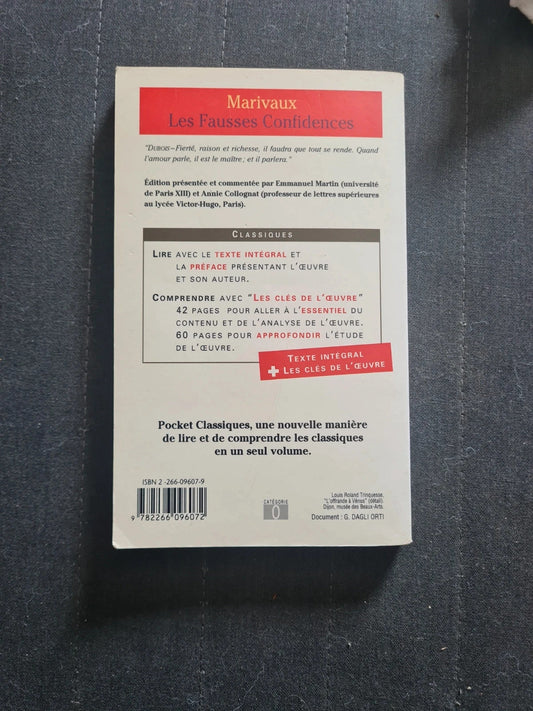 Marivaux
Les Fausses Confidences
"DUBOIS–Fierté, raison et richesse, il faudra que tout se rende. Quand
l'amour parle, il est le maître; et il parlera."
Édition présentée et commentée par Emmanuel Martin (université
de Paris XIII) et Annie Collognat (professeur de lettres supérieures
au lycée Victor-Hugo, Paris).
CLASSIQUES
LIRE AVEC LE TEXTE INTÉGRAL ET
LA PRÉFACE PRÉSENTANT L'ŒUVRE
ET SON AUTEUR.
COMPRENDRE AVEC "LES CLÉS DE L'ŒUVRE"
42 PAGES POUR ALLER À L'ESSENTIEL DU
CONTENU ET DE L'ANALYSE DE L'ŒUVRE.
60 PAGES POUR APPROFONDIR L'ÉTUDE
DE L'ŒUVRE.
TEXTE INTÉGRAL
+ LES CLÉS DE L'ŒUVRE
Pocket Classiques, une nouvelle manière
de lire et de comprendre les classiques
en un seul volume.
ISBN 2 -266-09607-9
9 782266 096072
CATÉGORIE
0
Louis Roland Trinquesse,
"L'offrande à Vénus" (détail).
Dijon, musée des Beaux-Arts.
Document : G. DAGLI ORTI